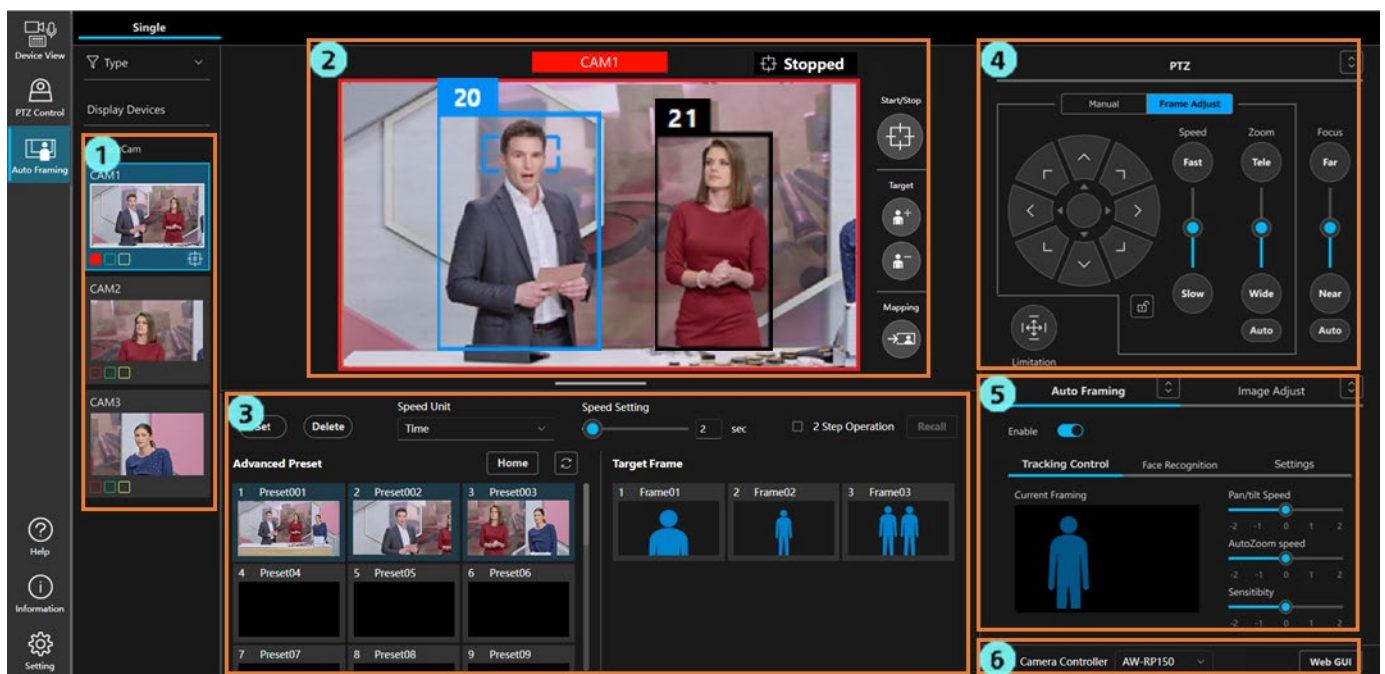 Device View
PTZ Control
Auto Framing
Help
Information
Setting
Single
Type
Display Devices
1
Cam
CAM1
CAM2
CAM3
2
CAM1
Stopped
20
21
Start/Stop
Target
Mapping
3
et
Delete
Speed Unit
Time
Speed Setting
2 sec
2 Step Operation
Recall
Advanced Preset
Home
Target Frame
1 Preset001
2 Preset002
3 Preset003
4 Preset04
5 Preset05
6 Preset06
7 Preset07
8 Preset08
9 Preset09
1 Frame01
2 Frame02
3 Frame03
4
PTZ
Manual
Frame Adjust
Speed Zoom Focus
Fast Tele Far
Slow Wide Near
Auto Auto
Limitation
5
Auto Framing
Image Adjust
Enable
Tracking Control
Face Recognition
Settings
Current Framing
Pan/tilt Speed
-2 -1 0 1 2
AutoZoom speed
-2 -1 0 1 2
Sensitibity
-2 -1 0 1 2
6
Camera Controller
AW-RP150
Web GUI